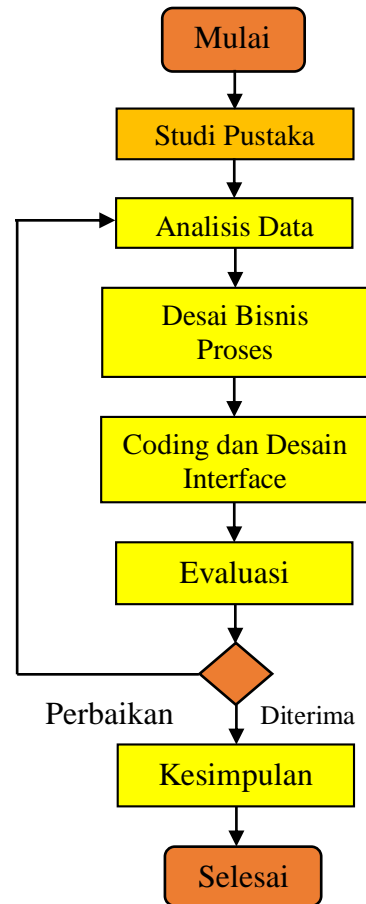 Mulai
Studi Pustaka
Analisis Data
Desai Bisnis
Proses
Coding dan Desain
Interface
Evaluasi
Perbaikan
Diterima
Kesimpulan
Selesai